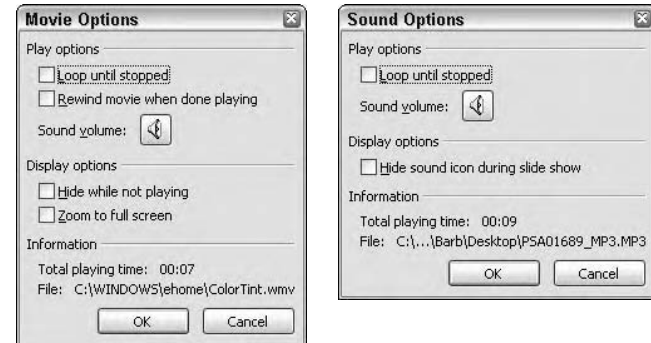 Movie Options
Play options
Loop until stopped
Rewind movie when done playing
Sound volume:
Display options
Hide while not playing
Zoom to full screen
Information
Total playing time: 00:07
File: C:\WINDOWS\ehome\ColorTint.wmv
OK
Cancel
Sound Options
Play options
Loop until stopped
Sound volume:
Display options
Hide sound icon during slide show
Information
Total playing time: 00:09
File: C:\...\Barb\Desktop\PSA01689_MP3.MP3
OK
Cancel